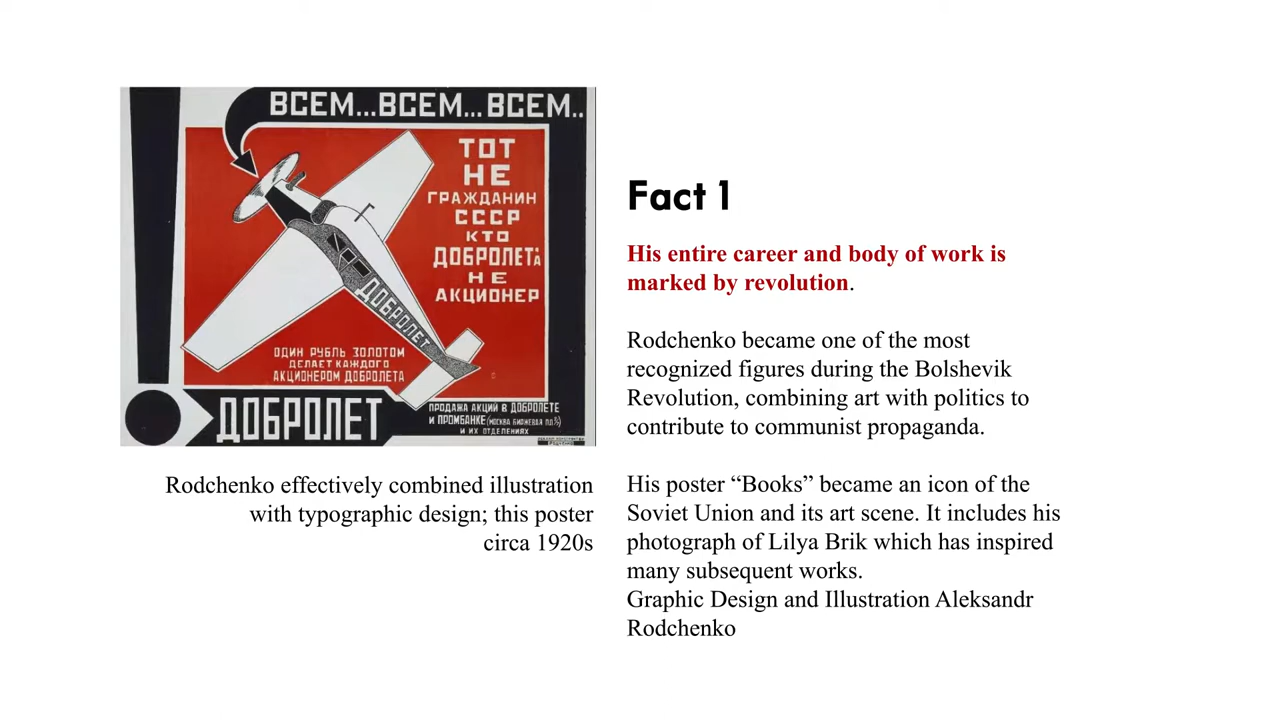 ВСЕМ...ВСЕМ...ВСЕМ..
ТОТ
НЕ
ГРАЖДАНИН
СССР
КТО
ДОБРОЛЕТА
НЕ
АКЦИОНЕР
ДОБРОЛЕТ
ОДИН РУБЛЬ ЗОЛОТОМ
ДЕЛАЕТ КАЖДОГО
АКЦИОНЕРОМ ДОБРОЛЕТА
ДОБРОЛЕТ
ПРОДАЖА АКЦИЙ В ДОБРОЛЕТЕ
И ПРОМБАНКЕ (МОСКВА БИРЖЕВАЯ ПЛ.
И ИХ ОТДЕЛЕНИЯХ
Rodchenko effectively combined illustration
with typographic design; this poster
circa 1920s
Fact 1
His entire career and body of work is
marked by revolution.
Rodchenko became one of the most
recognized figures during the Bolshevik
Revolution, combining art with politics to
contribute to communist propaganda.
His poster “Books” became an icon of the
Soviet Union and its art scene. It includes his
photograph of Lilya Brik which has inspired
many subsequent works.
Graphic Design and Illustration Aleksandr
Rodchenko